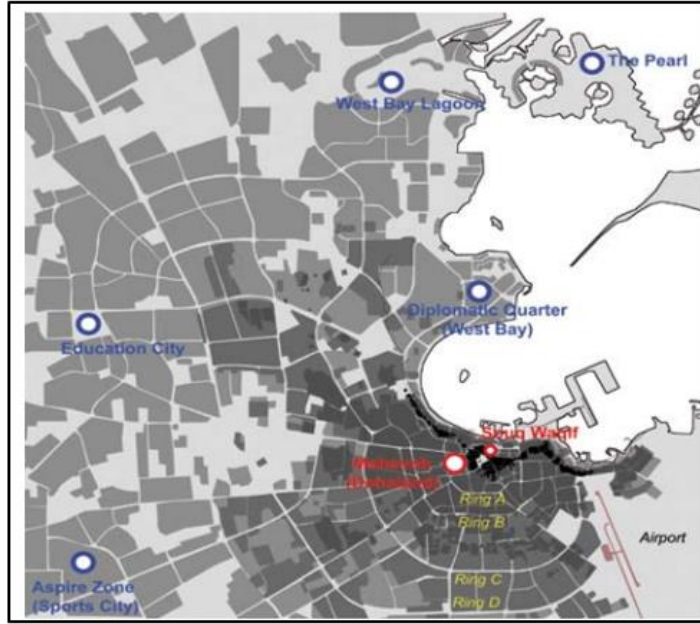 The Pearl
West Bay Lagoon
Diplomatic Quarter
(West Bay)
Education City
Souq Waqif
Ring A
Ring B
Airport
Ring C
Ring D
Aspire Zone
(Sports City)